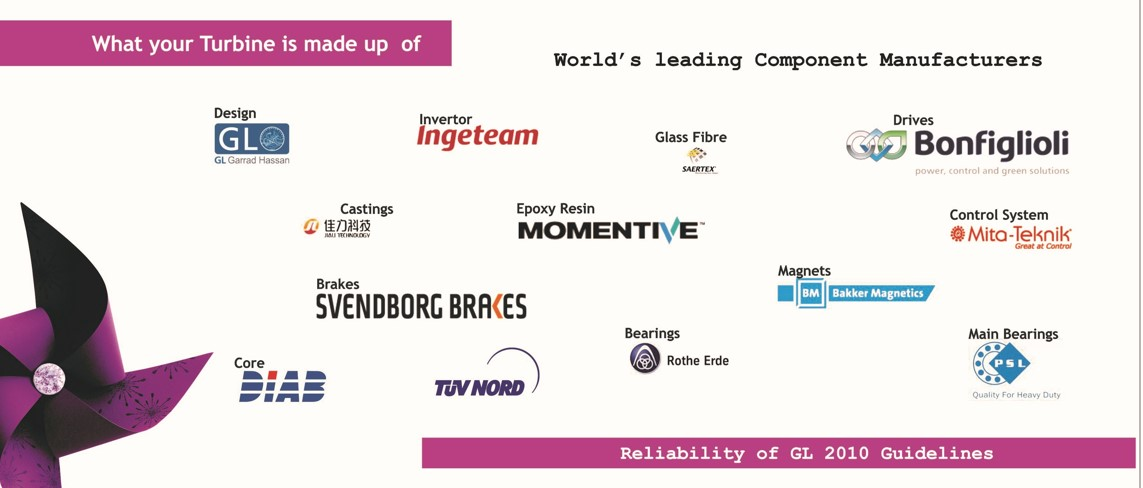 What your Turbine is made up of
World's leading Component Manufacturers
Design
GL
GL Garrad Hassan
Invertor
Ingeteam
Glass Fibre
SAERTEX
Drives
Bonfiglioli
power, control and green solutions
Castings
佳力科技
JIALI TECHNOLOGY
Epoxy Resin
MOMENTIVE™
Control System
Mita-Teknik
Great at Control
Brakes
SVENDBORG BRAKES
Magnets
BM Bakker Magnetics
Bearings
Rothe Erde
Main Bearings
PSL
Quality For Heavy Duty
Core
DIAB
TÜV NORD
Reliability of GL 2010 Guidelines